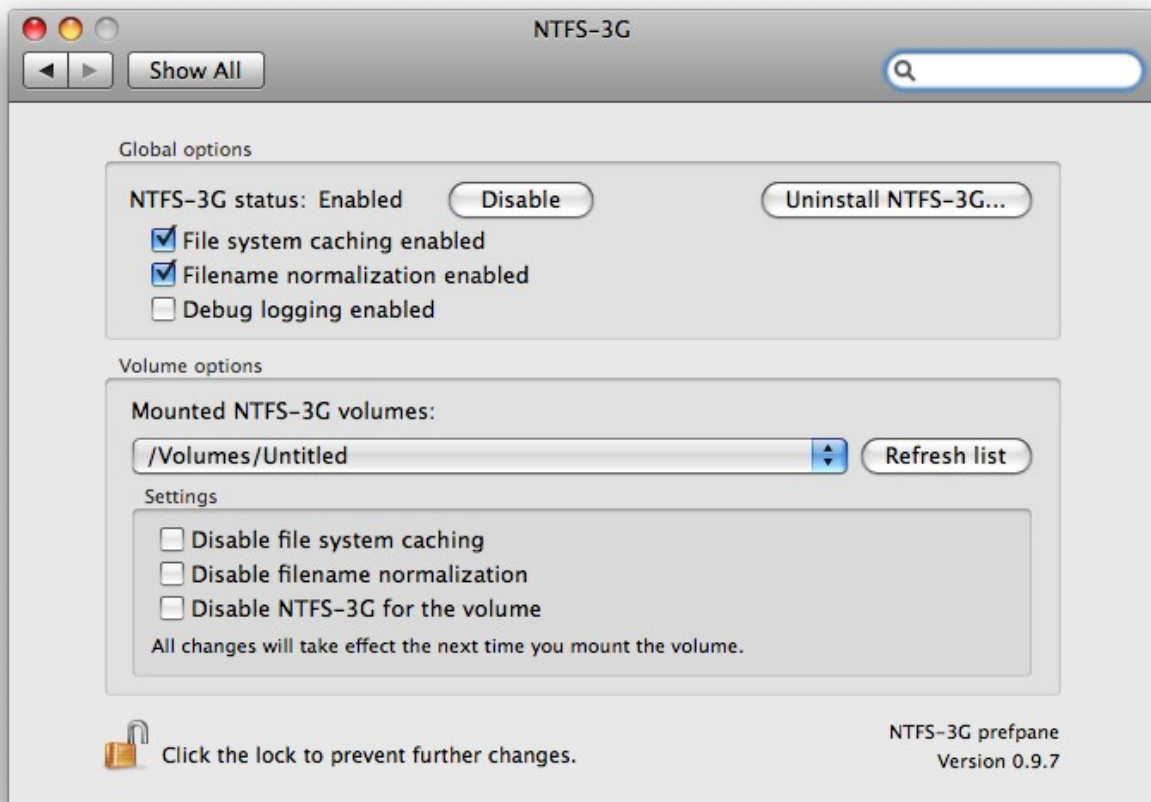 NTFS-3G
Show All
Global options
NTFS-3G status: Enabled Disable Uninstall NTFS-3G...
File system caching enabled
Filename normalization enabled
Debug logging enabled
Volume options
Mounted NTFS-3G volumes:
/Volumes/Untitled Refresh list
Settings
Disable file system caching
Disable filename normalization
Disable NTFS-3G for the volume
All changes will take effect the next time you mount the volume.
Click the lock to prevent further changes.
NTFS-3G prefpane
Version 0.9.7